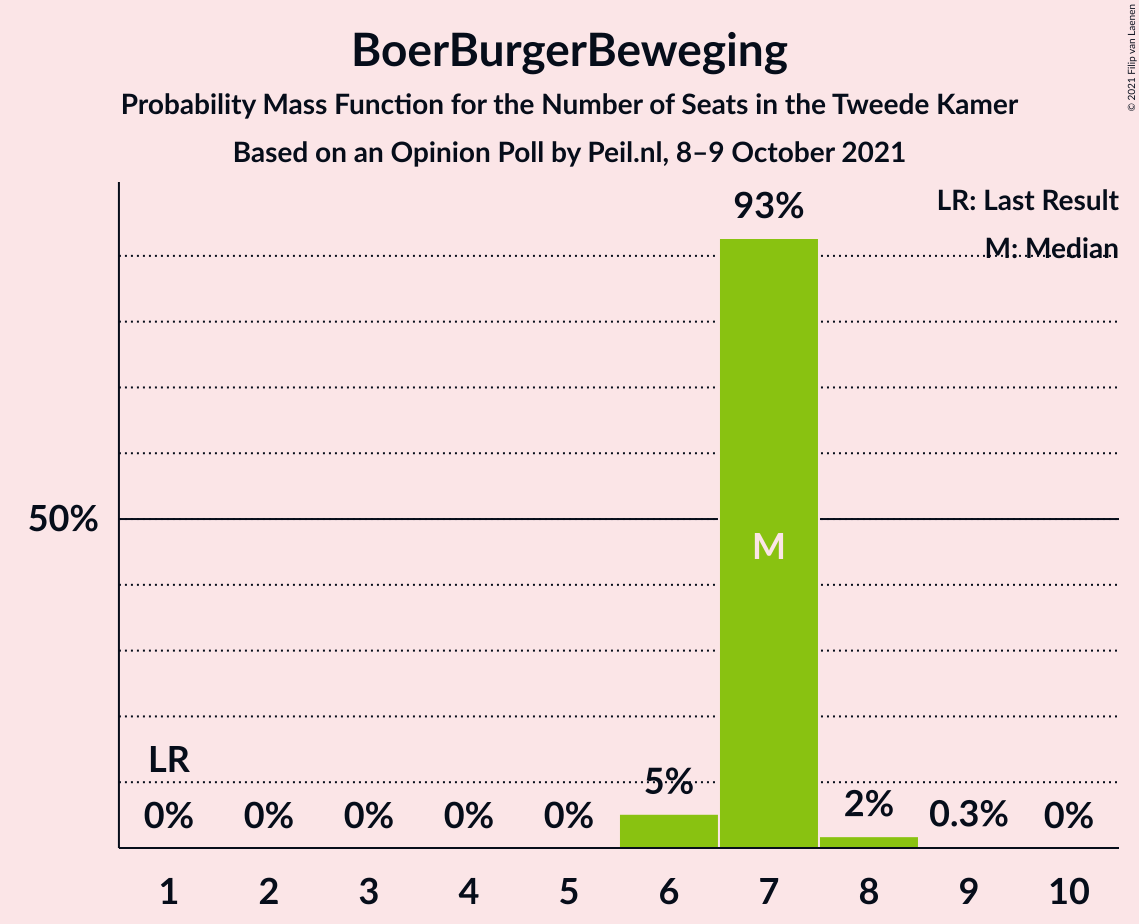 BoerBurgerBeweging
Probability Mass Function for the Number of Seats in the Tweede Kamer
Based on an Opinion Poll by Peil.nl, 8–9 October 2021
© 2021 Filip van Laenen
LR: Last Result
M: Median
93%
50%
M
LR
0% 0% 0% 0% 0% 5% 2% 0.3% 0%
1 2 3 4 5 6 7 8 9 10